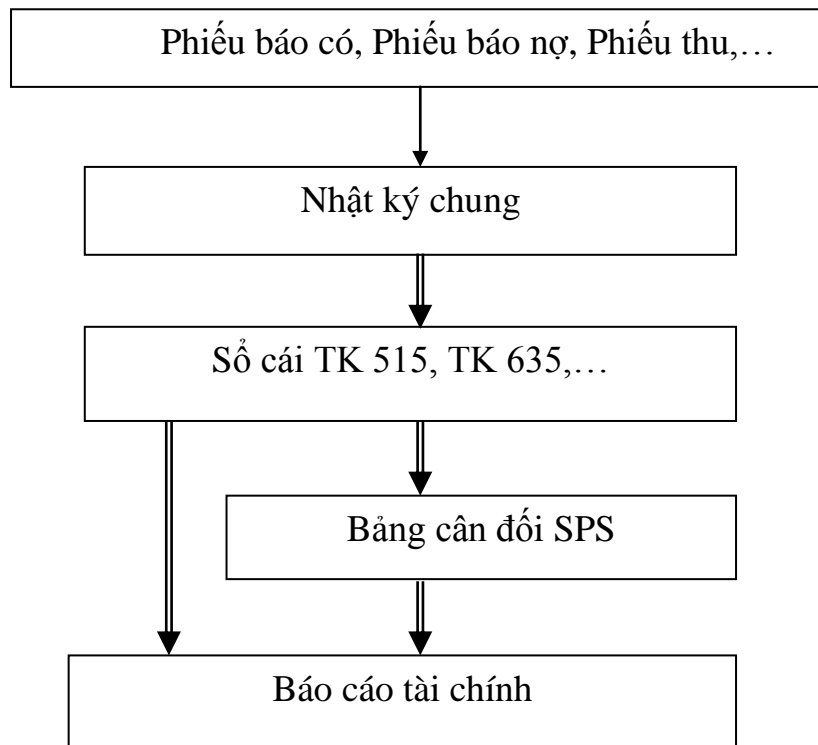 Phiếu báo có, Phiếu báo nợ, Phiếu thu,…
Nhật ký chung
Sổ cái TK 515, TK 635,…
Bảng cân đối SPS
Báo cáo tài chính